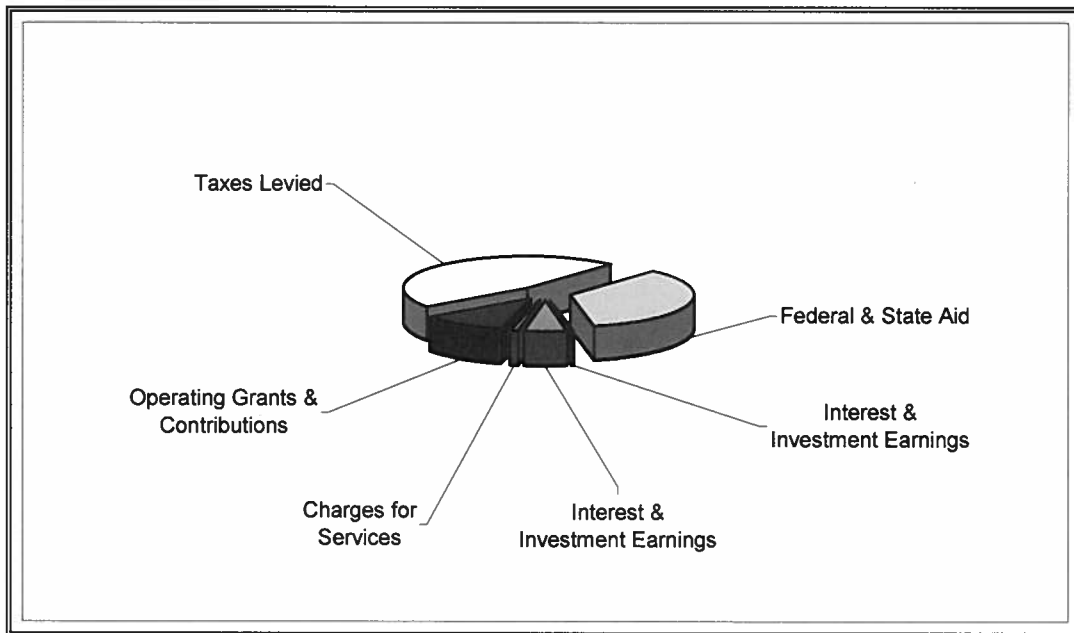 Taxes Levied
Federal & State Aid
Operating Grants &
Contributions
Interest &
Investment Earnings
Charges for
Services
Interest &
Investment Earnings